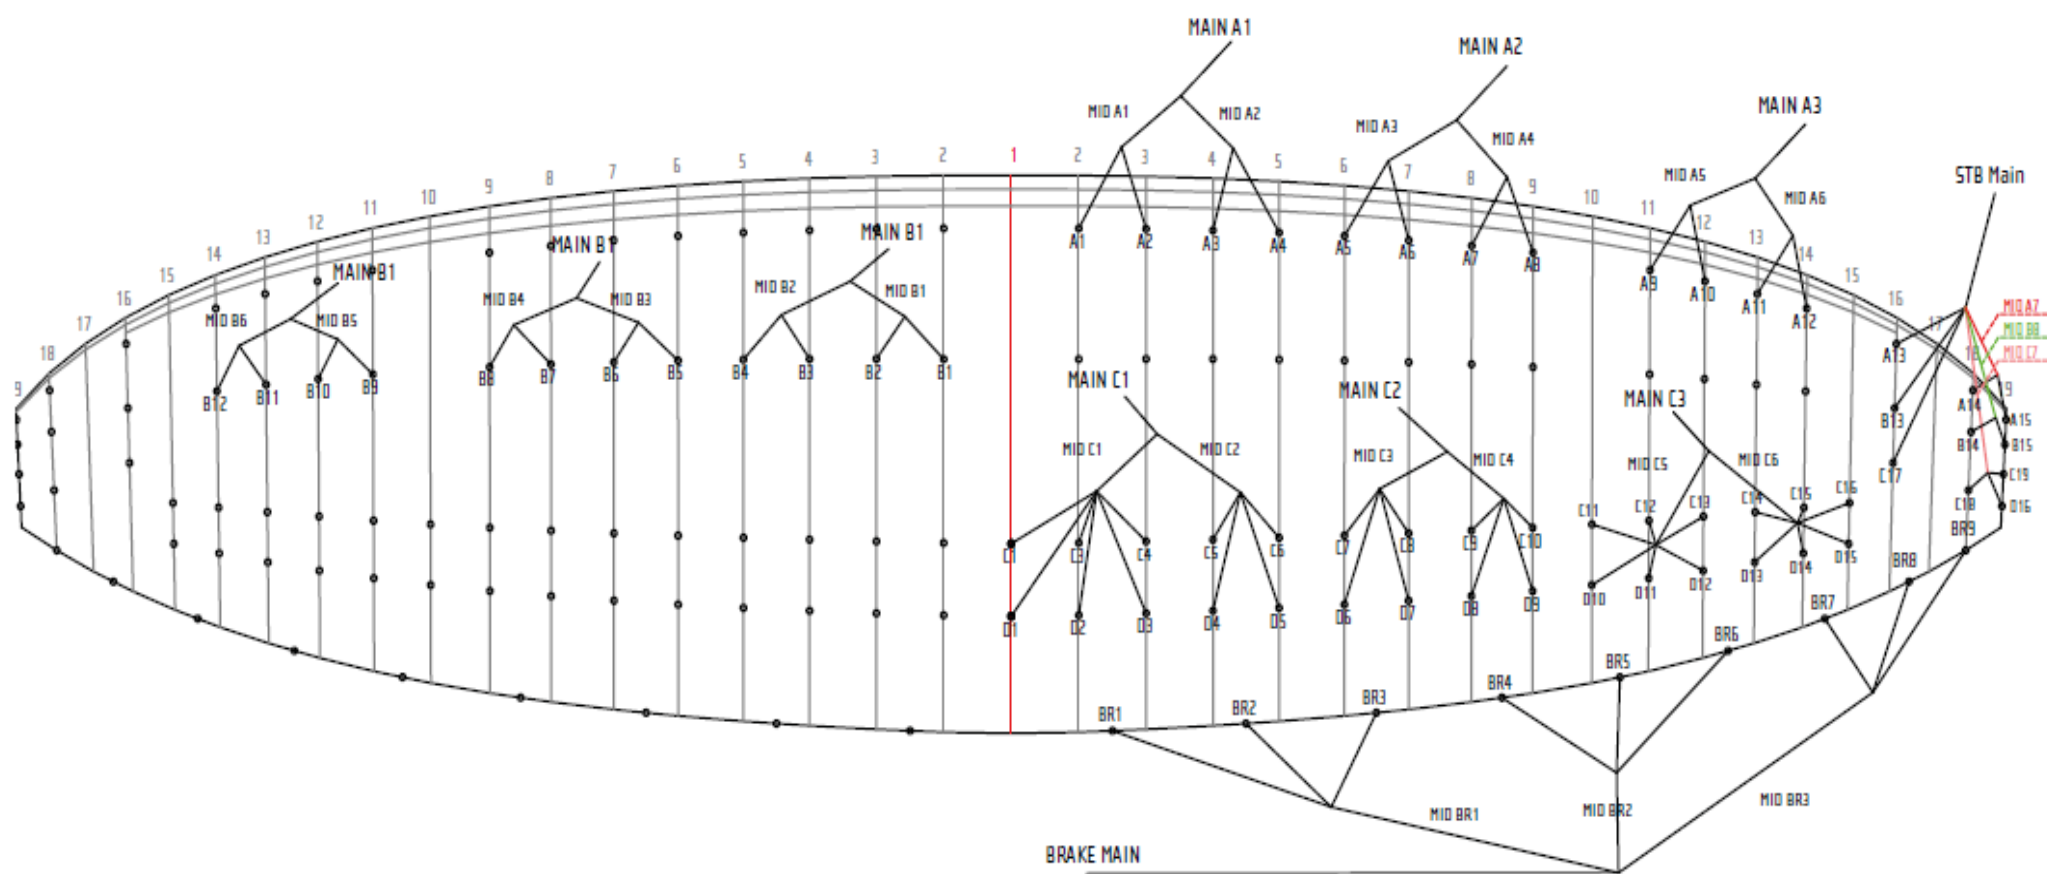 MAIN A1
MAIN A2
MAIN A3
STB Main
MID A1
MID A2
MID A3
MID A4
MID A5
MID A6
MID A7
MID B8
MID C7
9
18
17
16
15
14
13
12
11
10
9
8
7
6
5
4
3
2
1
2
3
4
5
6
7
8
9
10
11
12
13
14
15
16
17
18
19
A1
A2
A3
A4
A5
A6
A7
A8
A9
A10
A11
A12
A13
A14
A15
MAIN B1
MAIN B1
MAIN B1
MID B6
MID B5
MID B4
MID B3
MID B2
MID B1
B12
B11
B10
B9
B8
B7
B6
B5
B4
B3
B2
B1
B13
B14
B15
MAIN C1
MAIN C2
MAIN C3
MID C1
MID C2
MID C3
MID C4
MID C5
MID C6
C1
C3
C4
C5
C6
C7
C8
C9
C10
C11
C12
C13
C14
C15
C16
C17
C18
C19
D1
D2
D3
D4
D5
D6
D7
D8
D9
D10
D11
D12
D13
D14
D15
D16
BR1
BR2
BR3
BR4
BR5
BR6
BR7
BR8
BR9
MID BR1
MID BR2
MID BR3
BRAKE MAIN